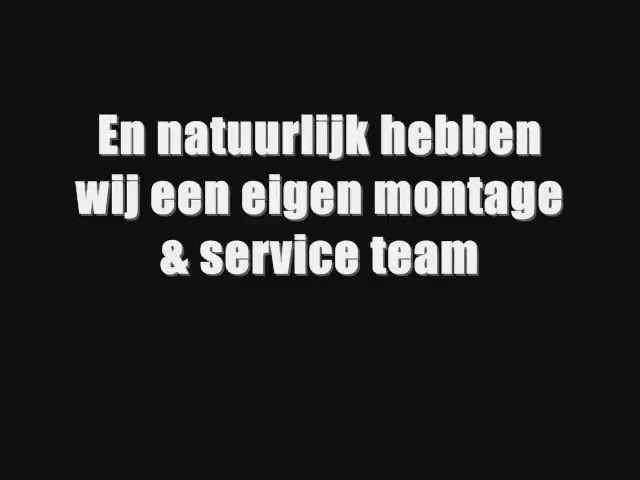 En natuurlijk hebben
wij een eigen montage
& service team